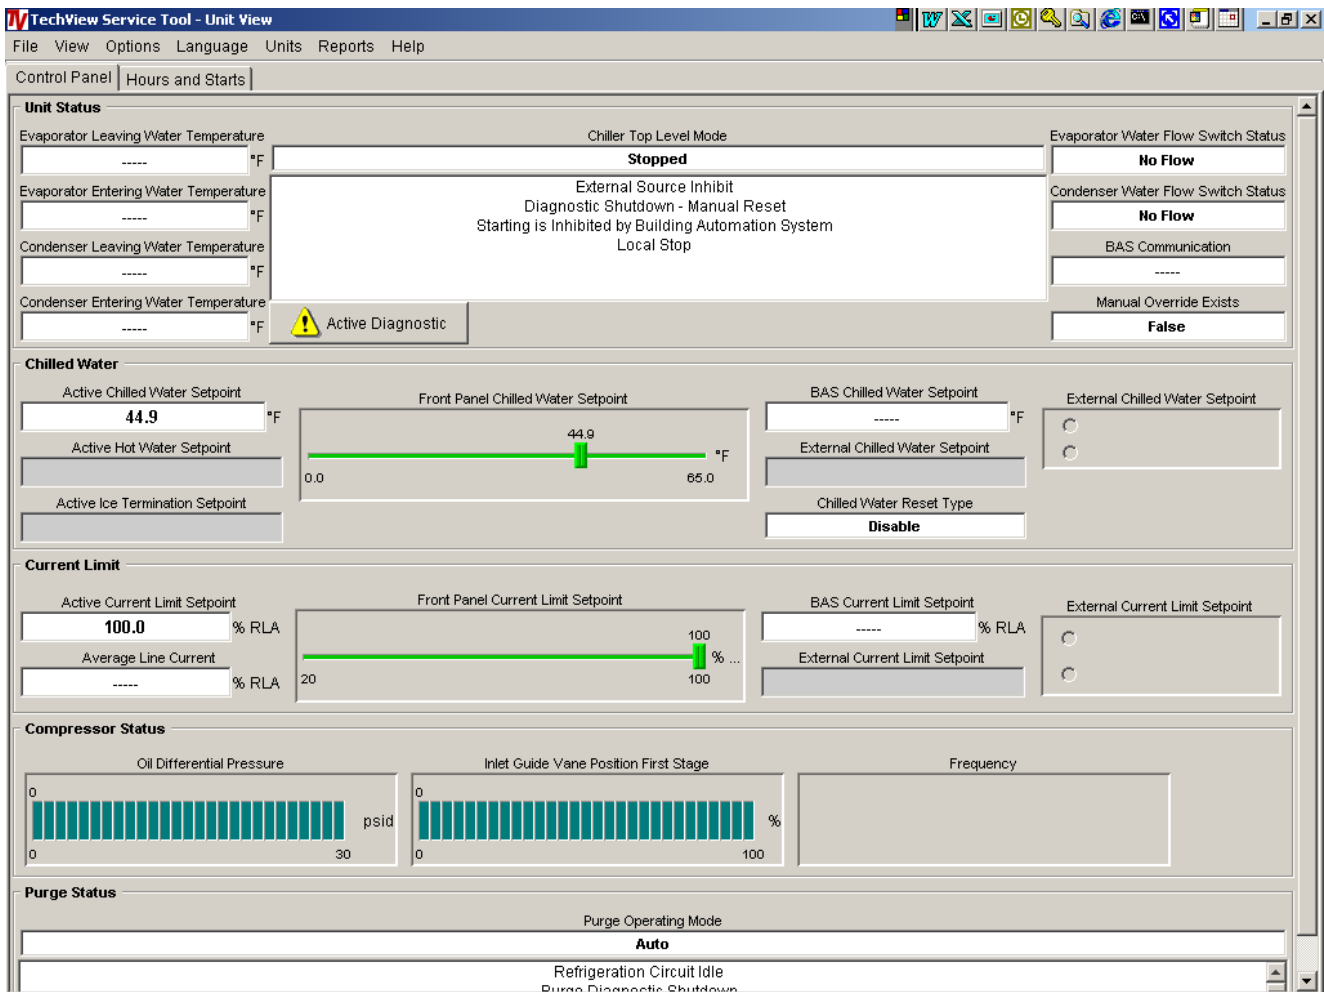 TechView Service Tool - Unit View
File View Options Language Units Reports Help
Control Panel Hours and Starts
Unit Status
Evaporator Leaving Water Temperature
----- °F
Evaporator Entering Water Temperature
----- °F
Condenser Leaving Water Temperature
----- °F
Condenser Entering Water Temperature
----- °F
Chiller Top Level Mode
Stopped
External Source Inhibit
Diagnostic Shutdown - Manual Reset
Starting is Inhibited by Building Automation System
Local Stop
Active Diagnostic
Evaporator Water Flow Switch Status
No Flow
Condenser Water Flow Switch Status
No Flow
BAS Communication
-----
Manual Override Exists
False
Chilled Water
Active Chilled Water Setpoint
44.9 °F
Active Hot Water Setpoint
Active Ice Termination Setpoint
Front Panel Chilled Water Setpoint
44.9
°F
0.0 65.0
BAS Chilled Water Setpoint
----- °F
External Chilled Water Setpoint
Chilled Water Reset Type
Disable
External Chilled Water Setpoint
Current Limit
Active Current Limit Setpoint
100.0 % RLA
Average Line Current
----- % RLA
Front Panel Current Limit Setpoint
100
% ...
20 100
BAS Current Limit Setpoint
----- % RLA
External Current Limit Setpoint
External Current Limit Setpoint
Compressor Status
Oil Differential Pressure
0
psid
0 30
Inlet Guide Vane Position First Stage
0
%
0 100
Frequency
Purge Status
Purge Operating Mode
Auto
Refrigeration Circuit Idle
Purge Diagnostic Shutdown